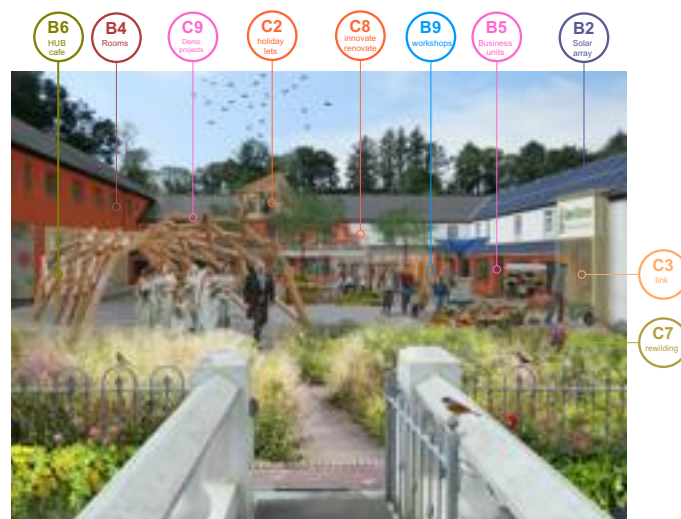 B6
HUB
cafe
B4
Rooms
C9
Demo
projects
C2
holiday
lets
C8
innovate
renovate
B9
workshops
B5
Business
units
B2
Solar
array
C3
link
C7
rewilding